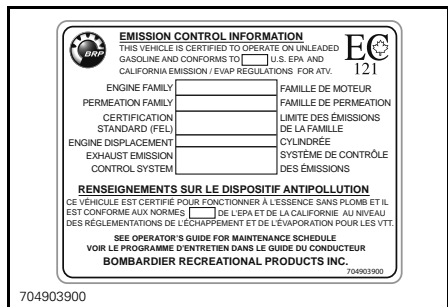 EMISSION CONTROL INFORMATION
THIS VEHICLE IS CERTIFIED TO OPERATE ON UNLEADED
GASOLINE AND CONFORMS TO U.S. EPA AND
CALIFORNIA EMISSION / EVAP REGULATIONS FOR ATV.
brp
EC
121
ENGINE FAMILY FAMILLE DE MOTEUR
PERMEATION FAMILY FAMILLE DE PERMEATION
CERTIFICATION LIMITE DES ÉMISSIONS
STANDARD (FEL) DE LA FAMILLE
ENGINE DISPLACEMENT CYLINDRÉE
EXHAUST EMISSION SYSTÈME DE CONTRÔLE
CONTROL SYSTEM DES ÉMISSIONS
RENSEIGNEMENTS SUR LE DISPOSITIF ANTIPOLLUTION
CE VÉHICULE EST CERTIFIÉ POUR FONCTIONNER À L'ESSENCE SANS PLOMB ET IL
EST CONFORME AUX NORMES DE L'EPA ET DE LA CALIFORNIE AU NIVEAU
DES RÉGLEMENTATIONS DE L'ÉCHAPPEMENT ET DE L'ÉVAPORATION POUR LES VTT.
SEE OPERATOR'S GUIDE FOR MAINTENANCE SCHEDULE
VOIR LE PROGRAMME D'ENTRETIEN DANS LE GUIDE DU CONDUCTEUR
BOMBARDIER RECREATIONAL PRODUCTS INC.
704903900
704903900